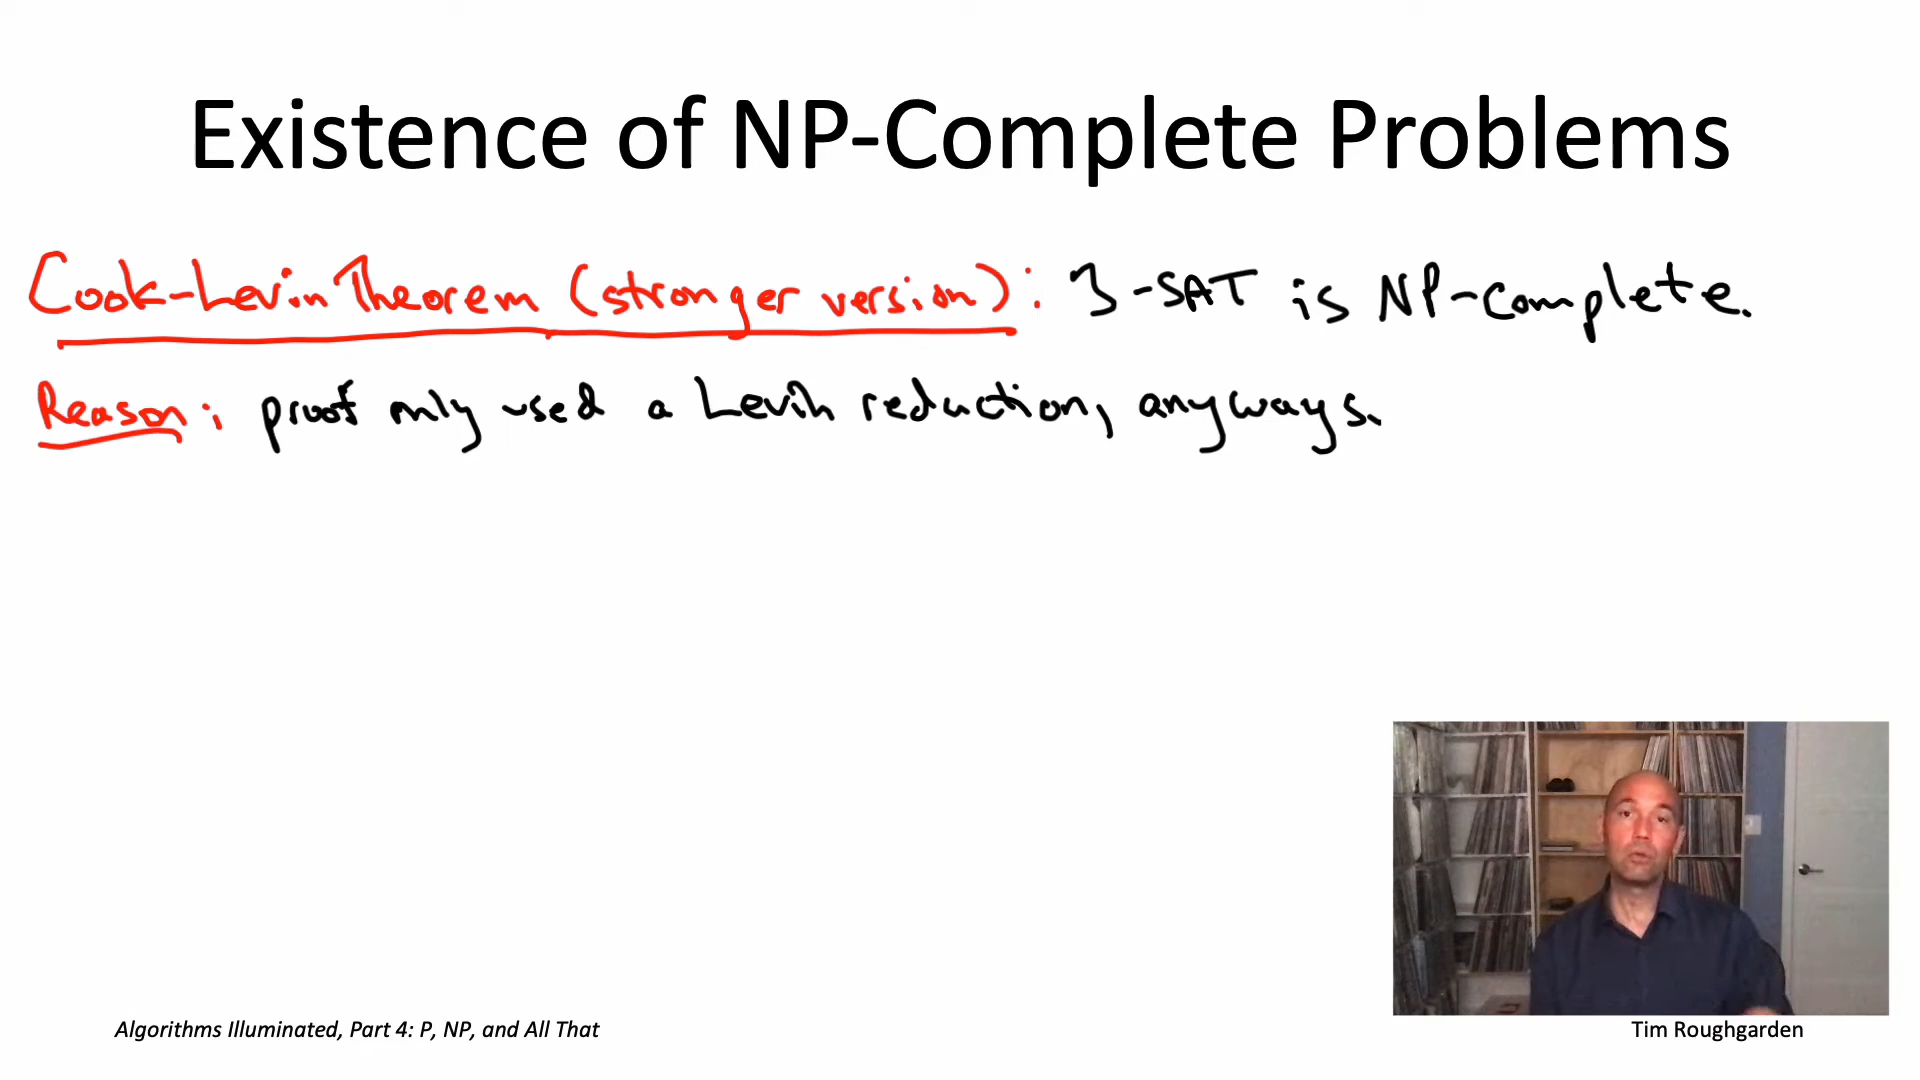 Existence of NP-Complete Problems
Cook-Levin Theorem (stronger version): 3-SAT is NP-complete.
Reason: proof only used a Levin reduction, anyways.
Algorithms Illuminated, Part 4: P, NP, and All That
Tim Roughgarden